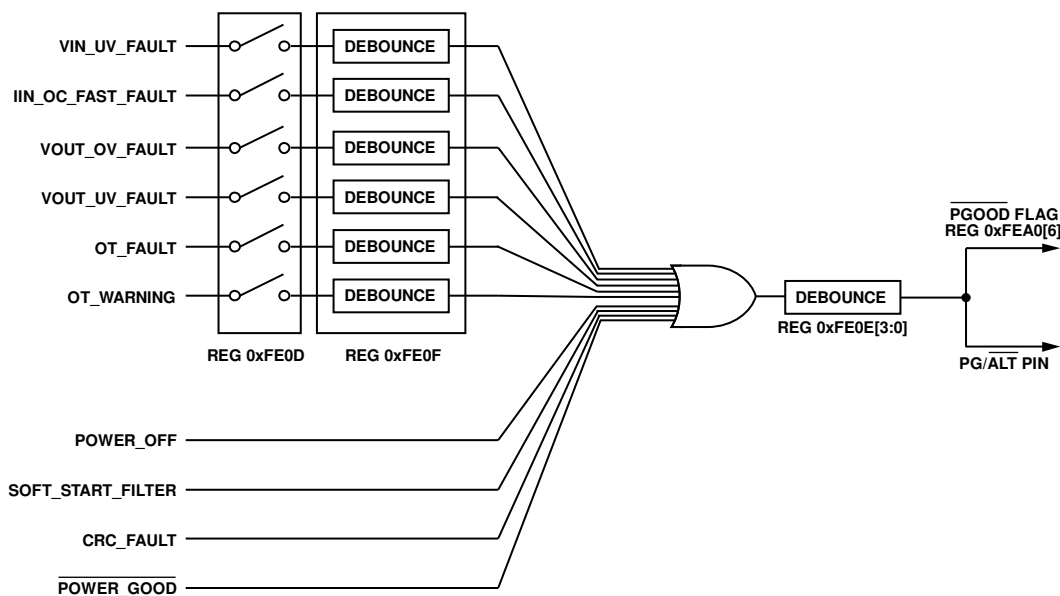 VIN_UV_FAULT
DEBOUNCE
IIN_OC_FAST_FAULT
DEBOUNCE
VOUT_OV_FAULT
DEBOUNCE
VOUT_UV_FAULT
DEBOUNCE
OT_FAULT
DEBOUNCE
OT_WARNING
DEBOUNCE
REG 0xFE0D
REG 0xFE0F
POWER_OFF
SOFT_START_FILTER
CRC_FAULT
POWER_GOOD
DEBOUNCE
REG 0xFE0E[3:0]
PGOOD FLAG
REG 0xFEA0[6]
PG/ALT PIN